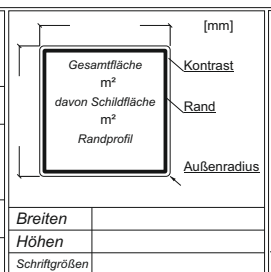 [mm]
Gesamtfläche
m²
davon Schildfläche
m²
Randprofil
Kontrast
Rand
Außenradius
Breiten
Höhen
Schriftgrößen